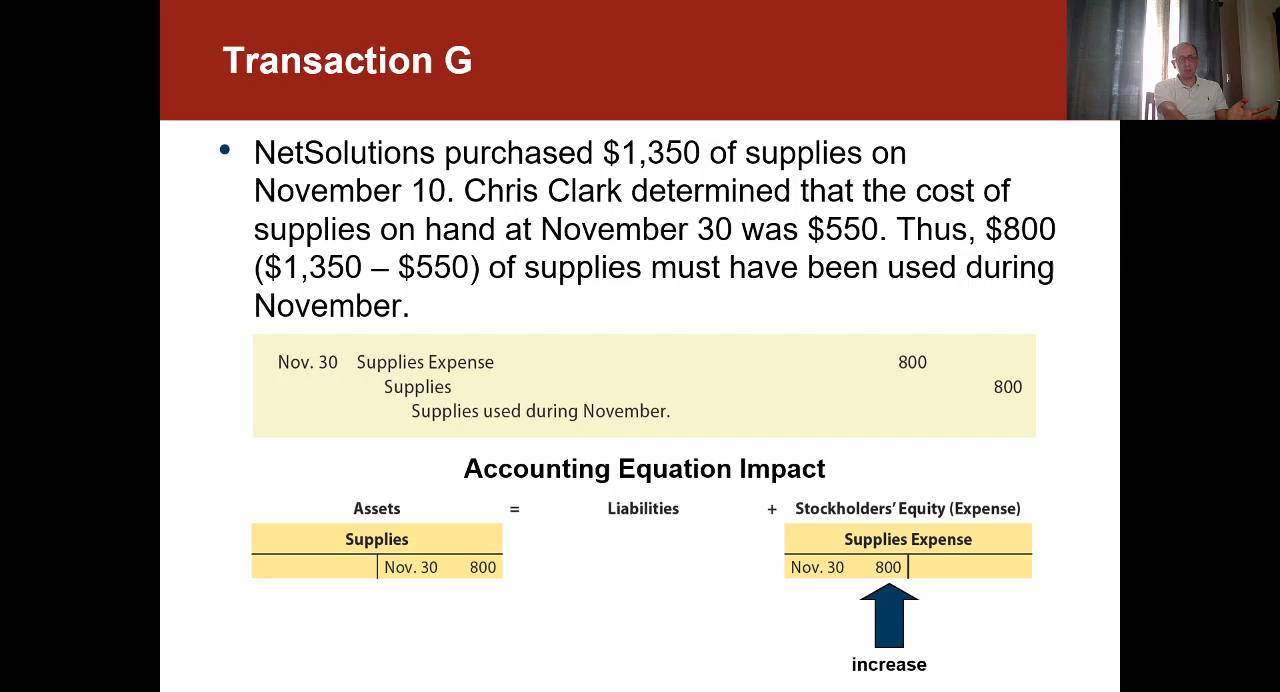 Transaction G
• NetSolutions purchased $1,350 of supplies on
November 10. Chris Clark determined that the cost of
supplies on hand at November 30 was $550. Thus, $800
($1,350 – $550) of supplies must have been used during
November.
Nov. 30 Supplies Expense 800
Supplies 800
Supplies used during November.
Accounting Equation Impact
Assets = Liabilities + Stockholders’ Equity (Expense)
Supplies Supplies Expense
Nov. 30 800 Nov. 30 800
increase